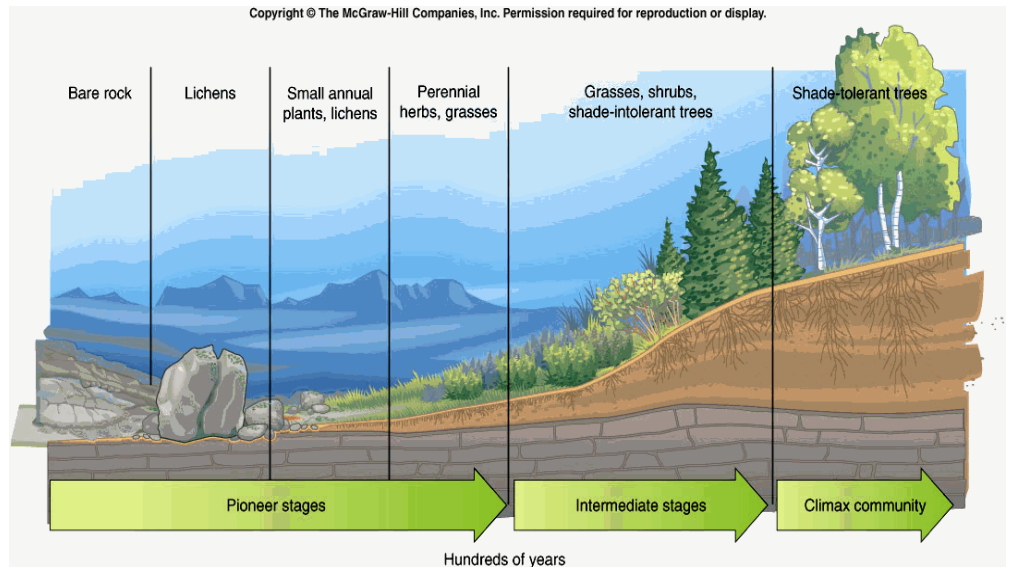 Copyright © The McGraw-Hill Companies, Inc. Permission required for reproduction or display.
Bare rock
Lichens
Small annual
plants, lichens
Perennial
herbs, grasses
Grasses, shrubs,
shade-intolerant trees
Shade-tolerant trees
Pioneer stages
Intermediate stages
Climax community
Hundreds of years